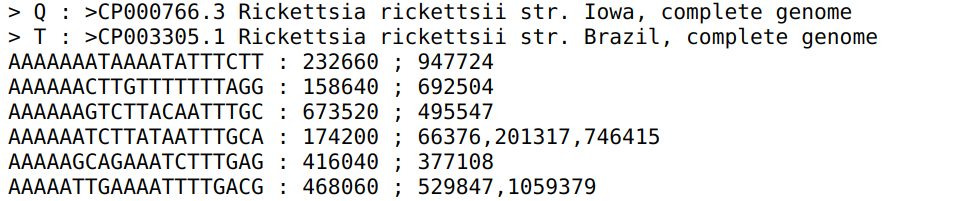 > Q : >CP000766.3 Rickettsia rickettsii str. Iowa, complete genome
> T : >CP003305.1 Rickettsia rickettsii str. Brazil, complete genome
AAAAAAATAAAATATTTCTT : 232660 ; 947724
AAAAAACTTGTTTTTTTAGG : 158640 ; 692504
AAAAAAGTCTTACAATTTGC : 673520 ; 495547
AAAAAATCTTATAATTTGCA : 174200 ; 66376,201317,746415
AAAAAGCAGAAATCTTTGAG : 416040 ; 377108
AAAAATTGAAAATTTTGACG : 468060 ; 529847,1059379